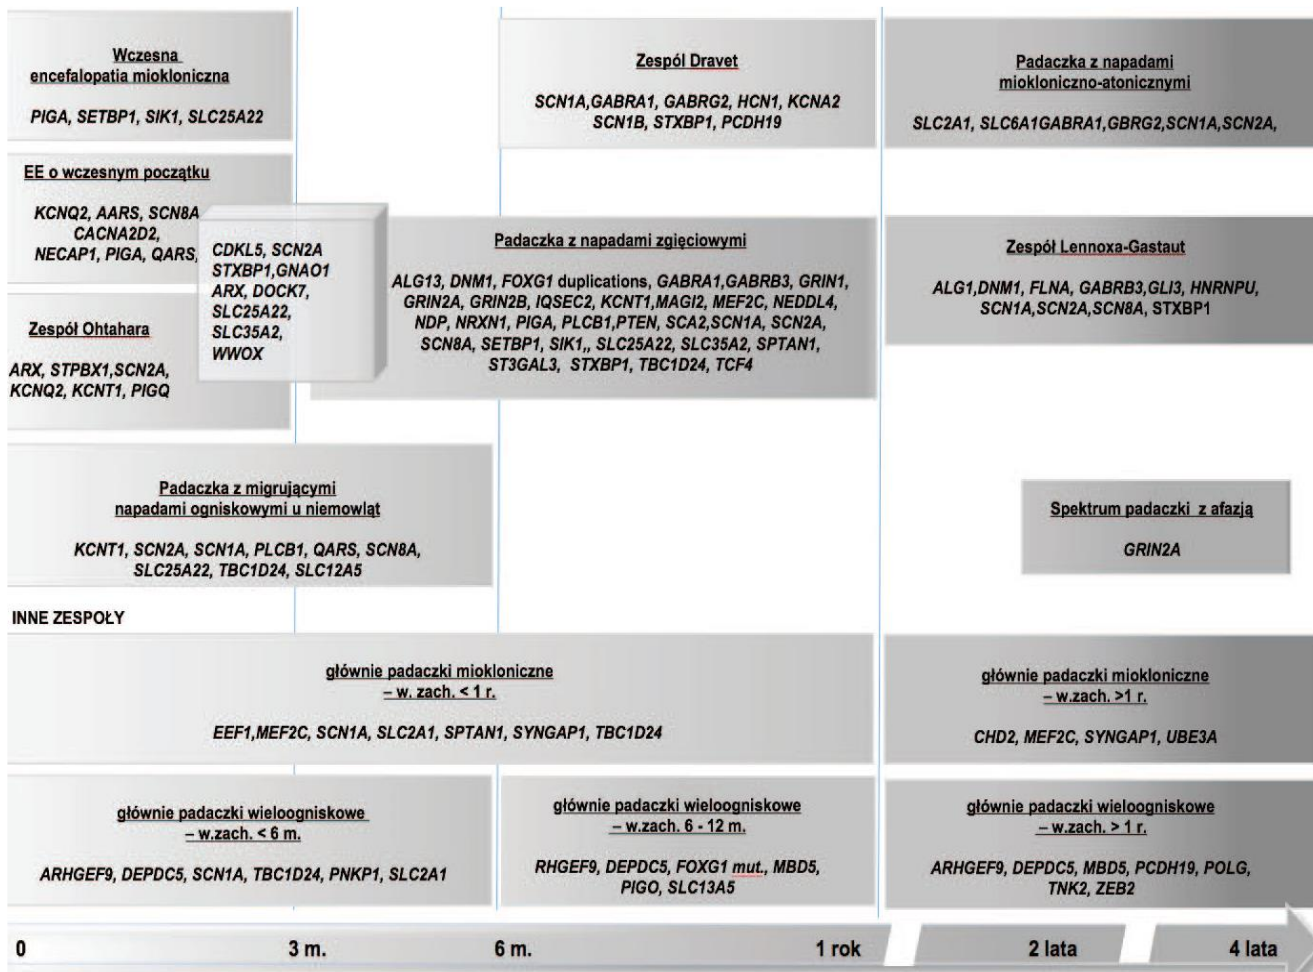 Wczesna
encefalopatia miokloniczna
PIGA, SETBP1, SIK1, SLC25A22
Zespól Dravet
SCN1A,GABRA1, GABRG2, HCN1, KCNA2
SCN1B, STXBP1, PCDH19
Padaczka z napadami
miokloniczno-atonicznymi
SLC2A1, SLC6A1GABRA1,GBRG2,SCN1A,SCN2A,
EE o wczesnym początku
KCNQ2, AARS, SCN8A
CACNA2D2,
NECAP1, PIGA, QARS,
CDKL5, SCN2A
STXBP1,GNAO1
ARX, DOCK7,
SLC25A22,
SLC35A2,
WWOX
Padaczka z napadami zgięciowymi
ALG13, DNM1, FOXG1 duplications, GABRA1,GABRB3, GRIN1,
GRIN2A, GRIN2B, IQSEC2, KCNT1,MAGI2, MEF2C, NEDDL4,
NDP, NRXN1, PIGA, PLCB1,PTEN, SCA2,SCN1A, SCN2A,
SCN8A, SETBP1, SIK1,, SLC25A22, SLC35A2, SPTAN1,
ST3GAL3, STXBP1, TBC1D24, TCF4
Zespół Lennoxa-Gastaut
ALG1,DNM1, FLNA, GABRB3,GLI3, HNRNPU,
SCN1A,SCN2A,SCN8A, STXBP1
Zespół Ohtahara
ARX, STPBX1,SCN2A,
KCNQ2, KCNT1, PIGQ
Padaczka z migrującymi
napadami ogniskowymi u niemowląt
KCNT1, SCN2A, SCN1A, PLCB1, QARS, SCN8A,
SLC25A22, TBC1D24, SLC12A5
Spektrum padaczki z afazją
GRIN2A
INNE ZESPOŁY
głównie padaczki miokloniczne
– w. zach. < 1 r.
EEF1,MEF2C, SCN1A, SLC2A1, SPTAN1, SYNGAP1, TBC1D24
głównie padaczki miokloniczne
– w.zach. >1 r.
CHD2, MEF2C, SYNGAP1, UBE3A
głównie padaczki wieloogniskowe
– w.zach. < 6 m.
ARHGEF9, DEPDC5, SCN1A, TBC1D24, PNKP1, SLC2A1
głównie padaczki wieloogniskowe
– w.zach. 6 - 12 m.
RHGEF9, DEPDC5, FOXG1 mut., MBD5,
PIGO, SLC13A5
głównie padaczki wieloogniskowe
– w.zach. > 1 r.
ARHGEF9, DEPDC5, MBD5, PCDH19, POLG,
TNK2, ZEB2
0 3 m. 6 m. 1 rok 2 lata 4 lata